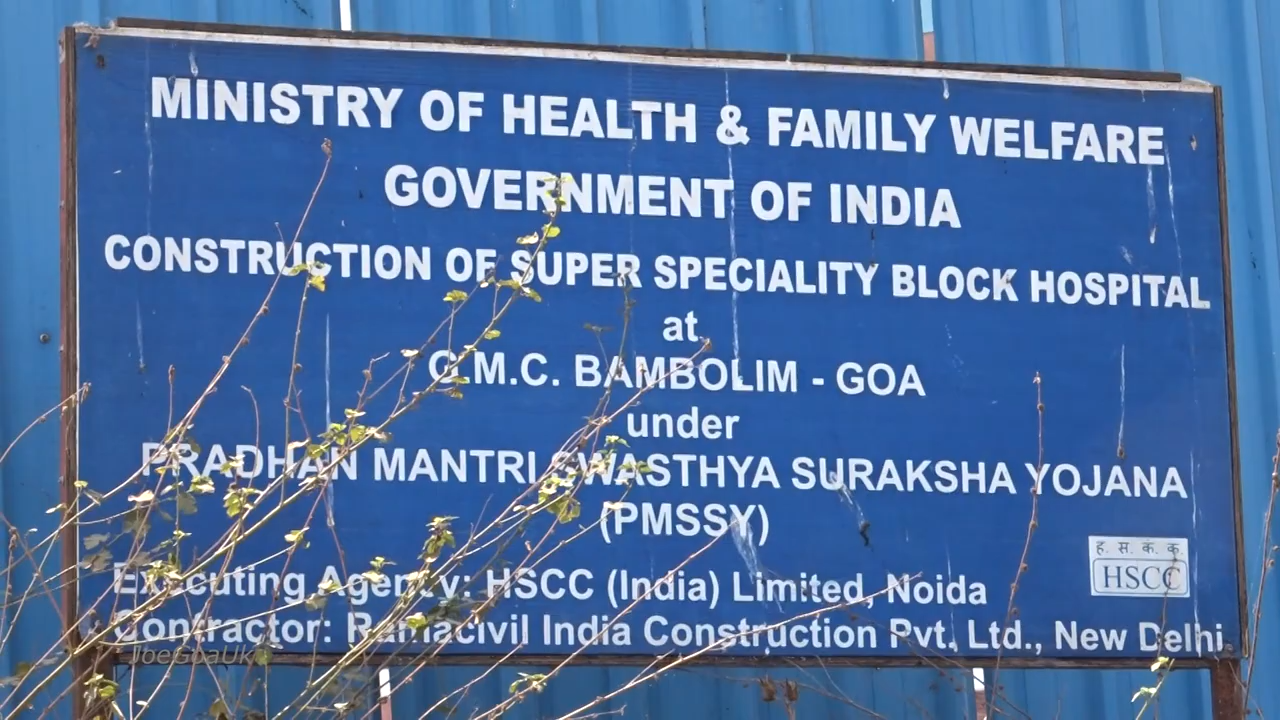 MINISTRY OF HEALTH & FAMILY WELFARE
GOVERNMENT OF INDIA
CONSTRUCTION OF SUPER SPECIALITY BLOCK HOSPITAL
at
G.M.C. BAMBOLIM - GOA
under
PRADHAN MANTRI SWASTHYA SURAKSHA YOJANA
(PMSSY)
ह. स. कं. क.
HSCC
Executing Agency: HSCC (India) Limited, Noida
Contractor: Ramacivil India Construction Pvt. Ltd., New Delhi
JoeGoaUk